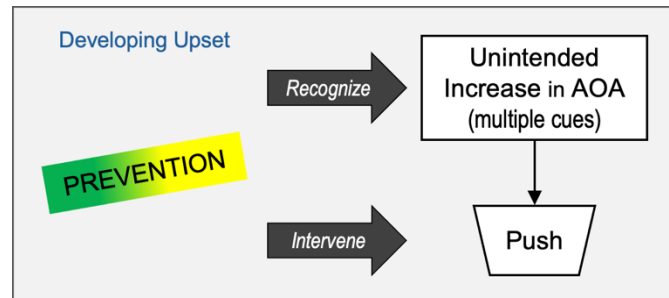 Developing Upset
Recognize
Unintended
Increase in AOA
(multiple cues)
PREVENTION
Intervene
Push